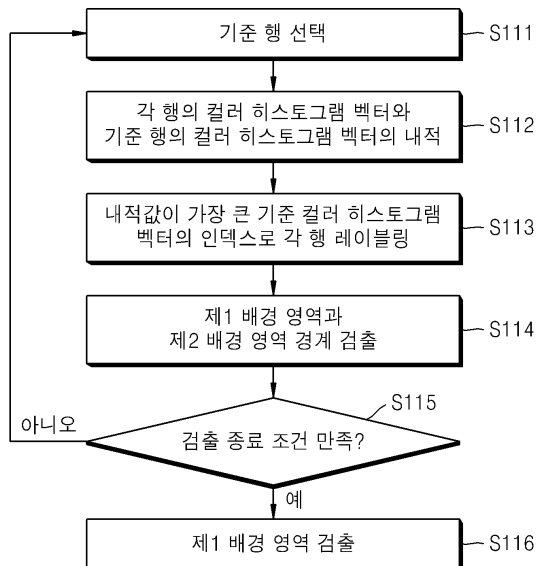 기준 행 선택
S111
각 행의 컬러 히스토그램 벡터와
기준 행의 컬러 히스토그램 벡터의 내적
S112
내적값이 가장 큰 기준 컬러 히스토그램
벡터의 인덱스로 각 행 레이블링
S113
제1 배경 영역과
제2 배경 영역 경계 검출
S114
S115
아니오
검출 종료 조건 만족?
예
제1 배경 영역 검출
S116